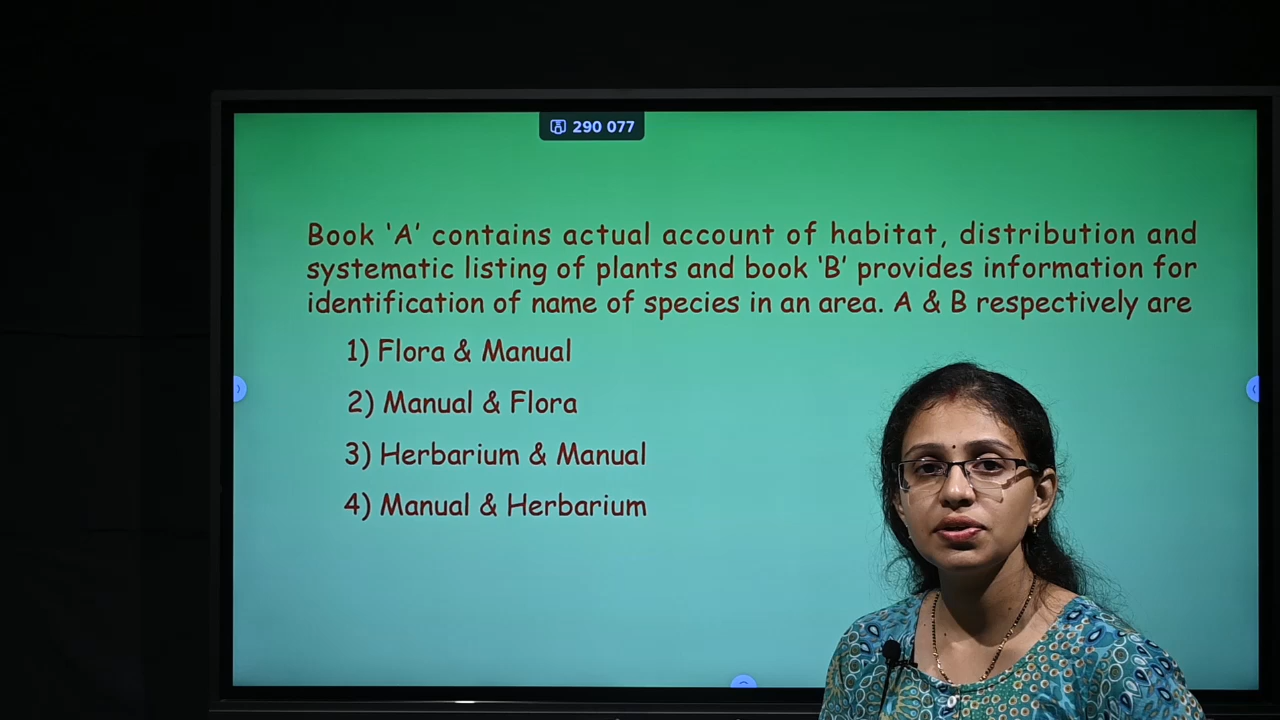 290 077
Book ‘A’ contains actual account of habitat, distribution and
systematic listing of plants and book ‘B’ provides information for
identification of name of species in an area. A & B respectively are
1) Flora & Manual
2) Manual & Flora
3) Herbarium & Manual
4) Manual & Herbarium